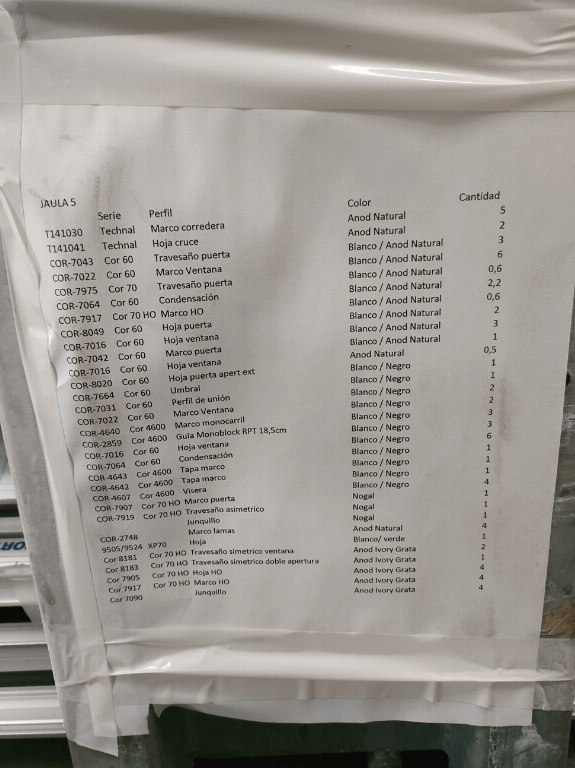 JAULA 5
Serie Perfil Color Cantidad
T141030 Technal Marco corredera Anod Natural 5
T141041 Technal Hoja cruce Anod Natural 2
COR-7043 Cor 60 Travesaño puerta Blanco / Anod Natural 3
COR-7022 Cor 60 Marco Ventana Blanco / Anod Natural 6
COR-7975 Cor 70 Travesaño puerta Blanco / Anod Natural 0,6
COR-7064 Cor 60 Condensación Blanco / Anod Natural 2,2
COR-7917 Cor 70 HO Marco HO Blanco / Anod Natural 0,6
COR-8049 Cor 60 Hoja puerta Blanco / Anod Natural 2
COR-7016 Cor 60 Hoja ventana Blanco / Anod Natural 3
COR-7042 Cor 60 Marco puerta Blanco / Anod Natural 1
COR-7016 Cor 60 Hoja ventana Anod Natural 0,5
COR-8020 Cor 60 Hoja puerta apert ext Blanco / Negro 1
COR-7664 Cor 60 Umbral Blanco / Negro 1
COR-7031 Cor 60 Perfil de unión Blanco / Negro 2
COR-7022 Cor 60 Marco Ventana Blanco / Negro 2
COR-4640 Cor 4600 Marco monocarril Blanco / Negro 3
COR-2859 Cor 4600 Guia Monoblock RPT 18,5cm Blanco / Negro 3
COR-7016 Cor 60 Hoja ventana Blanco / Negro 6
COR-7064 Cor 60 Condensación Blanco / Negro 1
COR-4643 Cor 4600 Tapa marco Blanco / Negro 1
COR-4642 Cor 4600 Tapa marco Blanco / Negro 1
COR-4607 Cor 4600 Visera Blanco / Negro 4
COR-7907 Cor 70 HO Marco puerta Nogal 1
COR-7919 Cor 70 HO Travesaño asimetrico Nogal 1
COR-2748 Junquillo Nogal 1
Marco lamas Anod Natural 4
9505/9524 XP70 Hoja Blanco/ verde 1
Cor 8181 Cor 70 HO Travesaño simetrico ventana Anod Ivory Grata 2
Cor 8183 Cor 70 HO Travesaño simetrico doble apertura Anod Ivory Grata 1
Cor 7905 Cor 70 HO Hoja HO Anod Ivory Grata 4
Cor 7917 Cor 70 HO Marco HO Anod Ivory Grata 4
Cor 7090 Junquillo Anod Ivory Grata 4